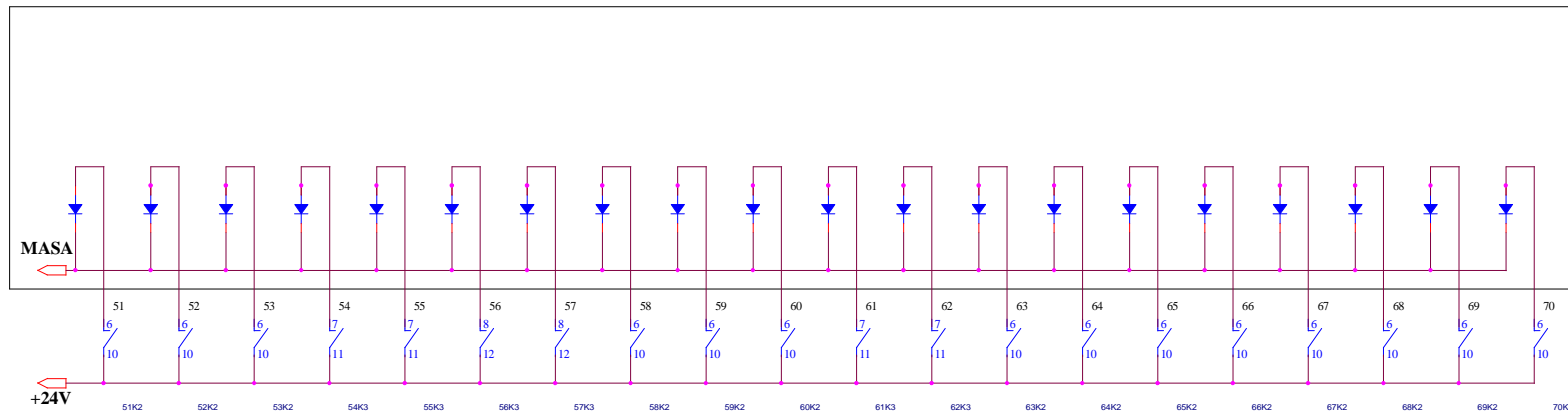 MASA
51 52 53 54 55 56 57 58 59 60 61 62 63 64 65 66 67 68 69 70
6 6 6 7 7 8 8 6 6 6 7 7 6 6 6 6 6 6 6 6
10 10 10 11 11 12 12 10 10 10 11 11 10 10 10 10 10 10 10 10
+24V
51K2 52K2 53K2 54K3 55K3 56K3 57K3 58K2 59K2 60K2 61K3 62K3 63K2 64K2 65K2 66K2 67K2 68K2 69K2 70K